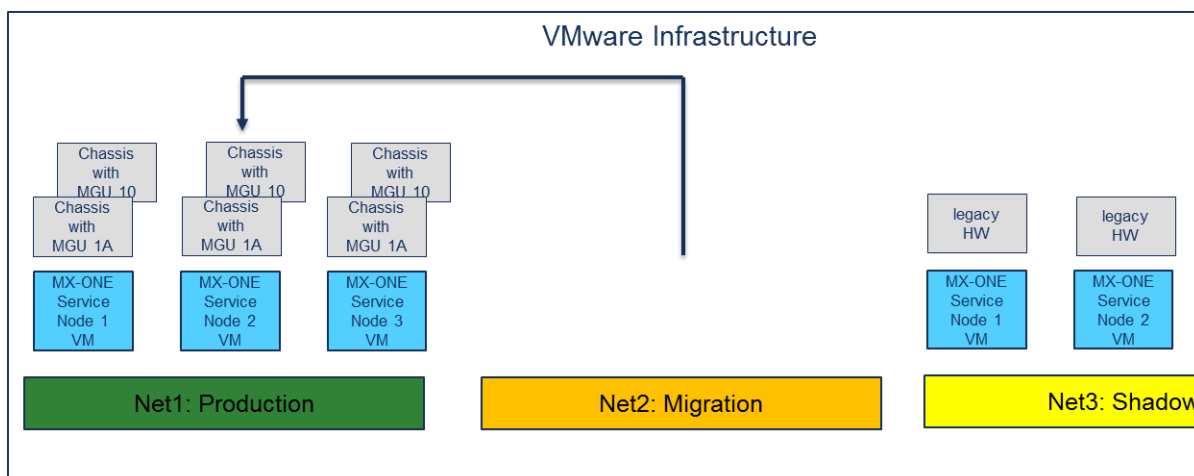 VMware Infrastructure
Chassis
with
MGU 10
Chassis
with
MGU 1A
Chassis
with
MGU 10
Chassis
with
MGU 1A
Chassis
with
MGU 10
Chassis
with
MGU 1A
legacy
HW
legacy
HW
MX-ONE
Service
Node 1
VM
MX-ONE
Service
Node 2
VM
MX-ONE
Service
Node 3
VM
MX-ONE
Service
Node 1
VM
MX-ONE
Service
Node 2
VM
Net1: Production
Net2: Migration
Net3: Shadow